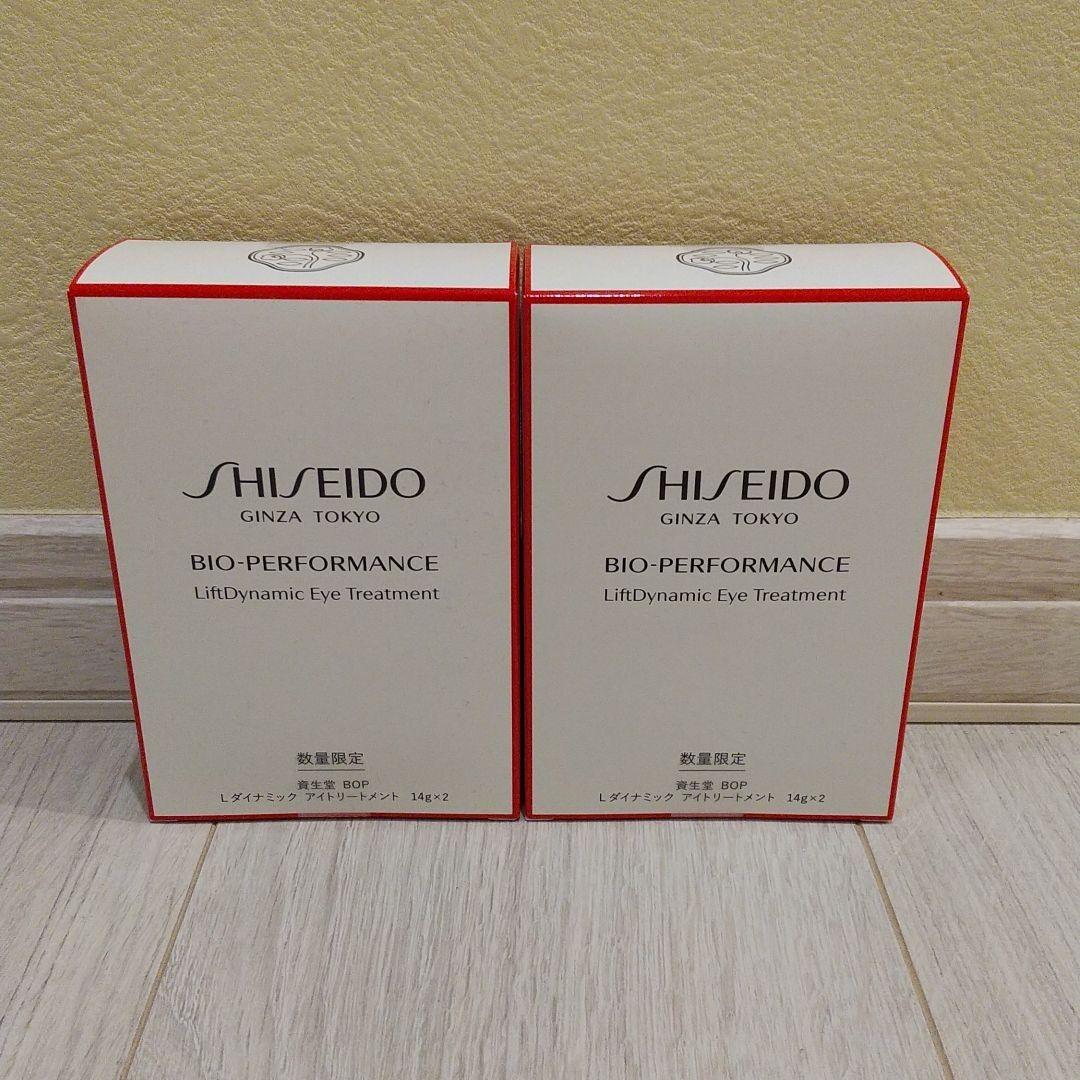 SHISEIDO
GINZA TOKYO
BIO-PERFORMANCE
LiftDynamic Eye Treatment
数量限定
資生堂 BOP
Lダイナミック アイトリートメント 14g×2
SHISEIDO
GINZA TOKYO
BIO-PERFORMANCE
LiftDynamic Eye Treatment
数量限定
資生堂 BOP
Lダイナミック アイトリートメント 14g×2